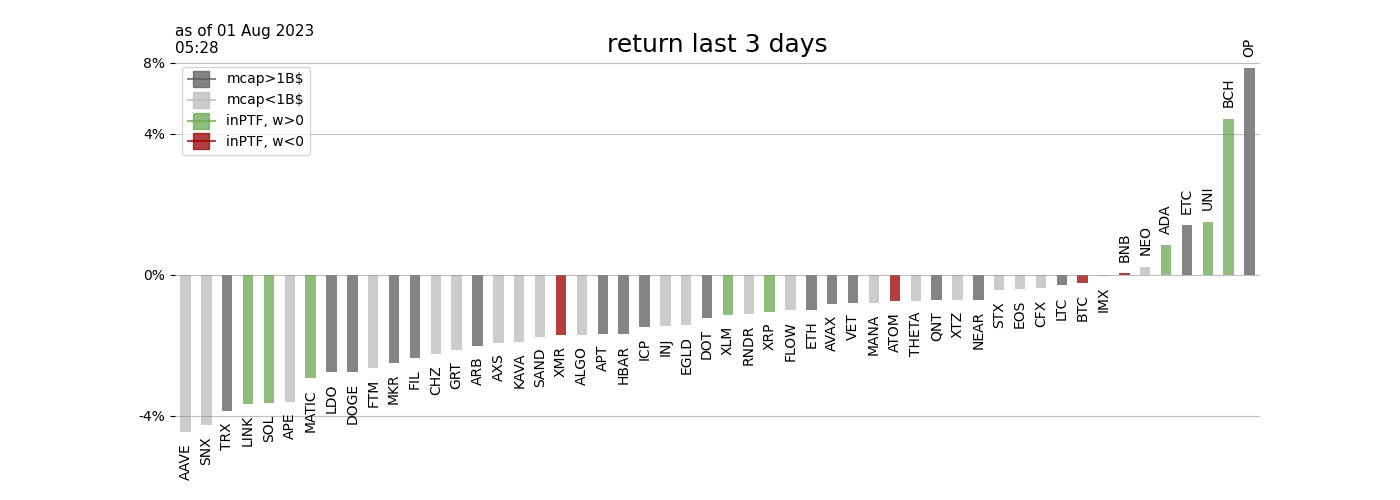 as of 01 Aug 2023
05:28
return last 3 days
8%
4%
0%
-4%
mcap>1B$
mcap<1B$
inPTF, w>0
inPTF, w<0
AAVE
SNX
TRX
LINK
SOL
APE
MATIC
LDO
DOGE
FTM
MKR
FIL
CHZ
GRT
ARB
AXS
KAVA
SAND
XMR
ALGO
APT
HBAR
ICP
INJ
EGLD
DOT
XLM
RNDR
XRP
FLOW
ETH
AVAX
VET
MANA
ATOM
THETA
QNT
XTZ
NEAR
STX
EOS
CFX
LTC
BTC
IMX
BNB
NEO
ADA
ETC
UNI
BCH
OP